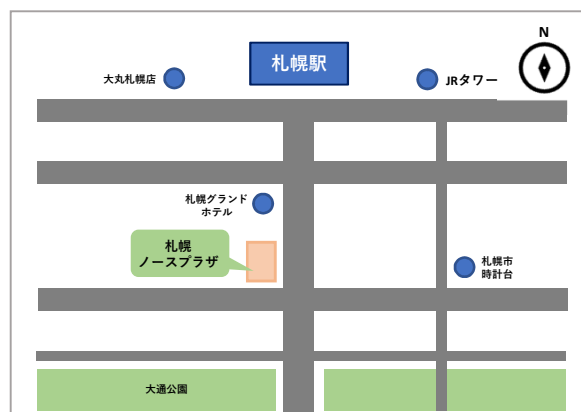 N
札幌駅
大丸札幌店
JRタワー
札幌グランド
ホテル
札幌
ノースプラザ
札幌市
時計台
大通公園